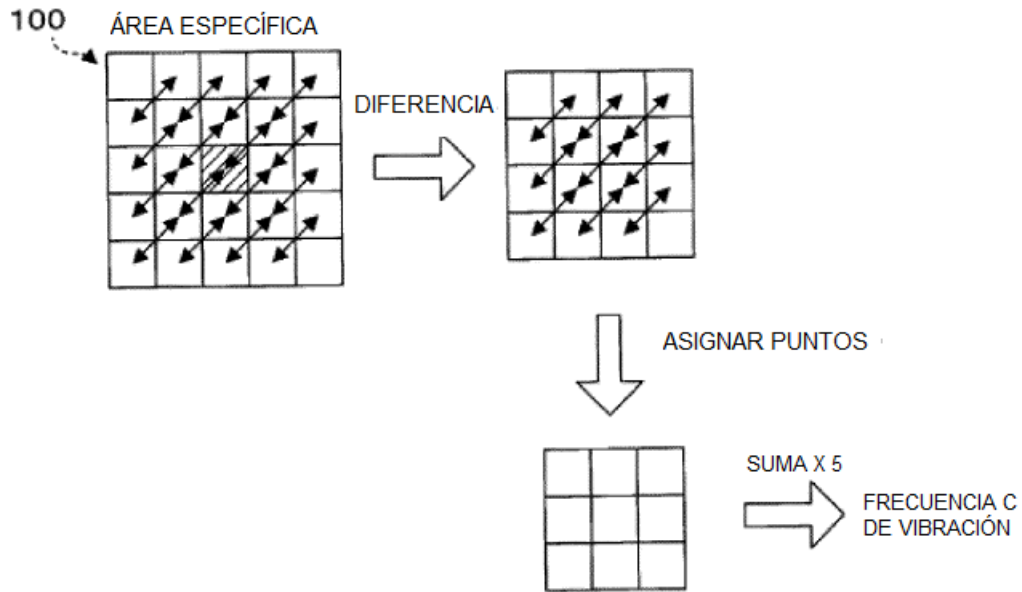 100
ÁREA ESPECÍFICA
DIFERENCIA
ASIGNAR PUNTOS
SUMA X 5
FRECUENCIA C
DE VIBRACIÓN